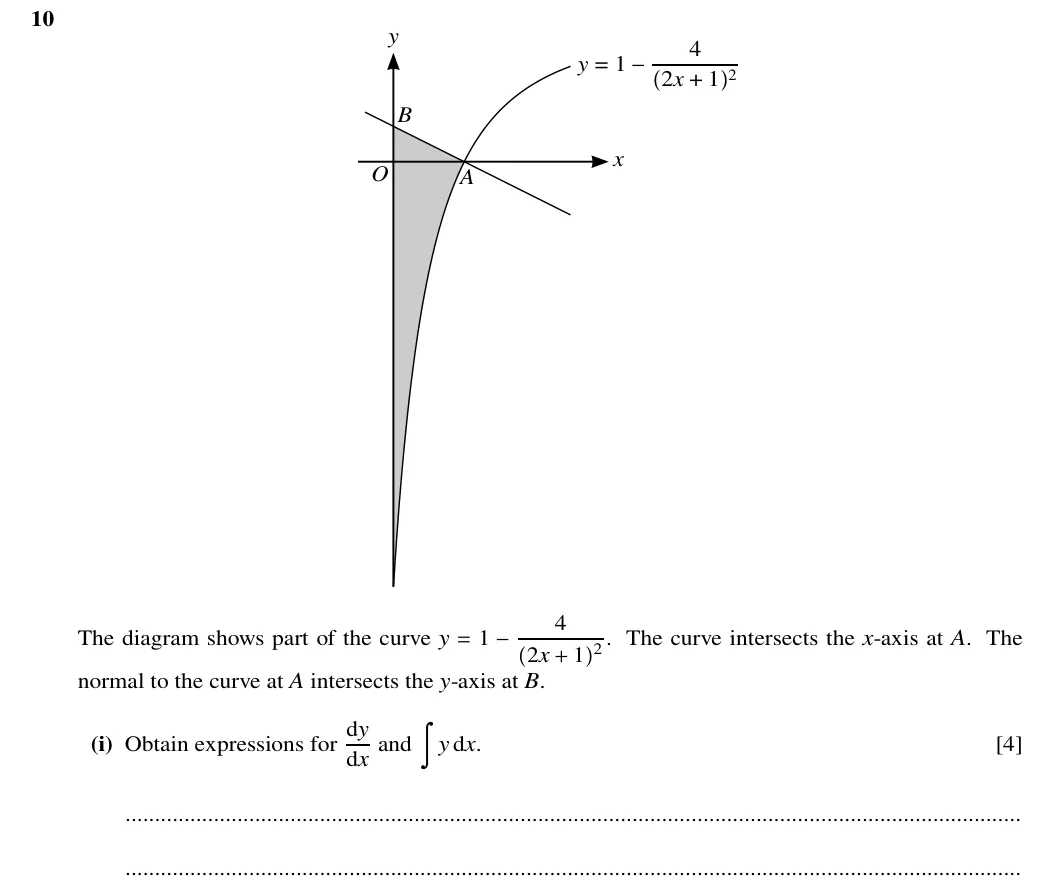 10
y
y = 1 − 4/(2x + 1)²
B
x
O
A
The diagram shows part of the curve y = 1 − 4/(2x + 1)². The curve intersects the x-axis at A. The
normal to the curve at A intersects the y-axis at B.
(i) Obtain expressions for dy/dx and ∫ y dx. [4]